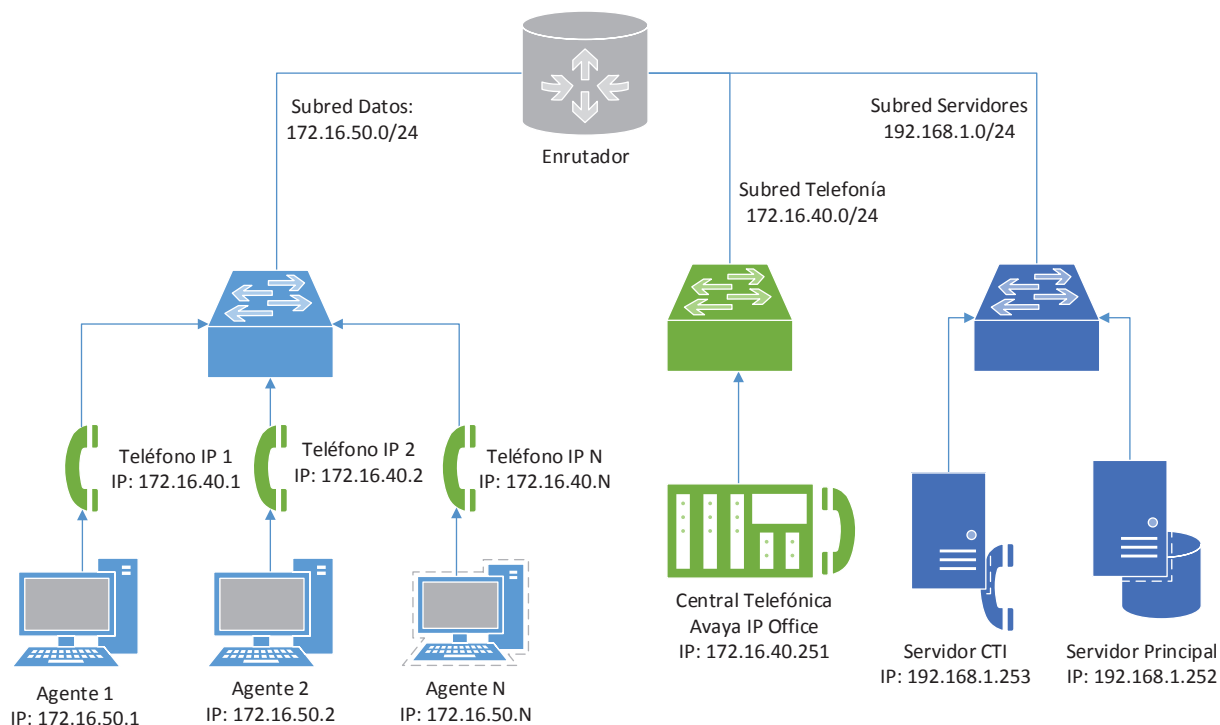 Subred Datos:
172.16.50.0/24
Enrutador
Subred Servidores
192.168.1.0/24
Subred Telefonía
172.16.40.0/24
Teléfono IP 1
IP: 172.16.40.1
Teléfono IP 2
IP: 172.16.40.2
Teléfono IP N
IP: 172.16.40.N
Central Telefónica
Avaya IP Office
IP: 172.16.40.251
Servidor CTI
IP: 192.168.1.253
Servidor Principal
IP: 192.168.1.252
Agente 1
IP: 172.16.50.1
Agente 2
IP: 172.16.50.2
Agente N
IP: 172.16.50.N